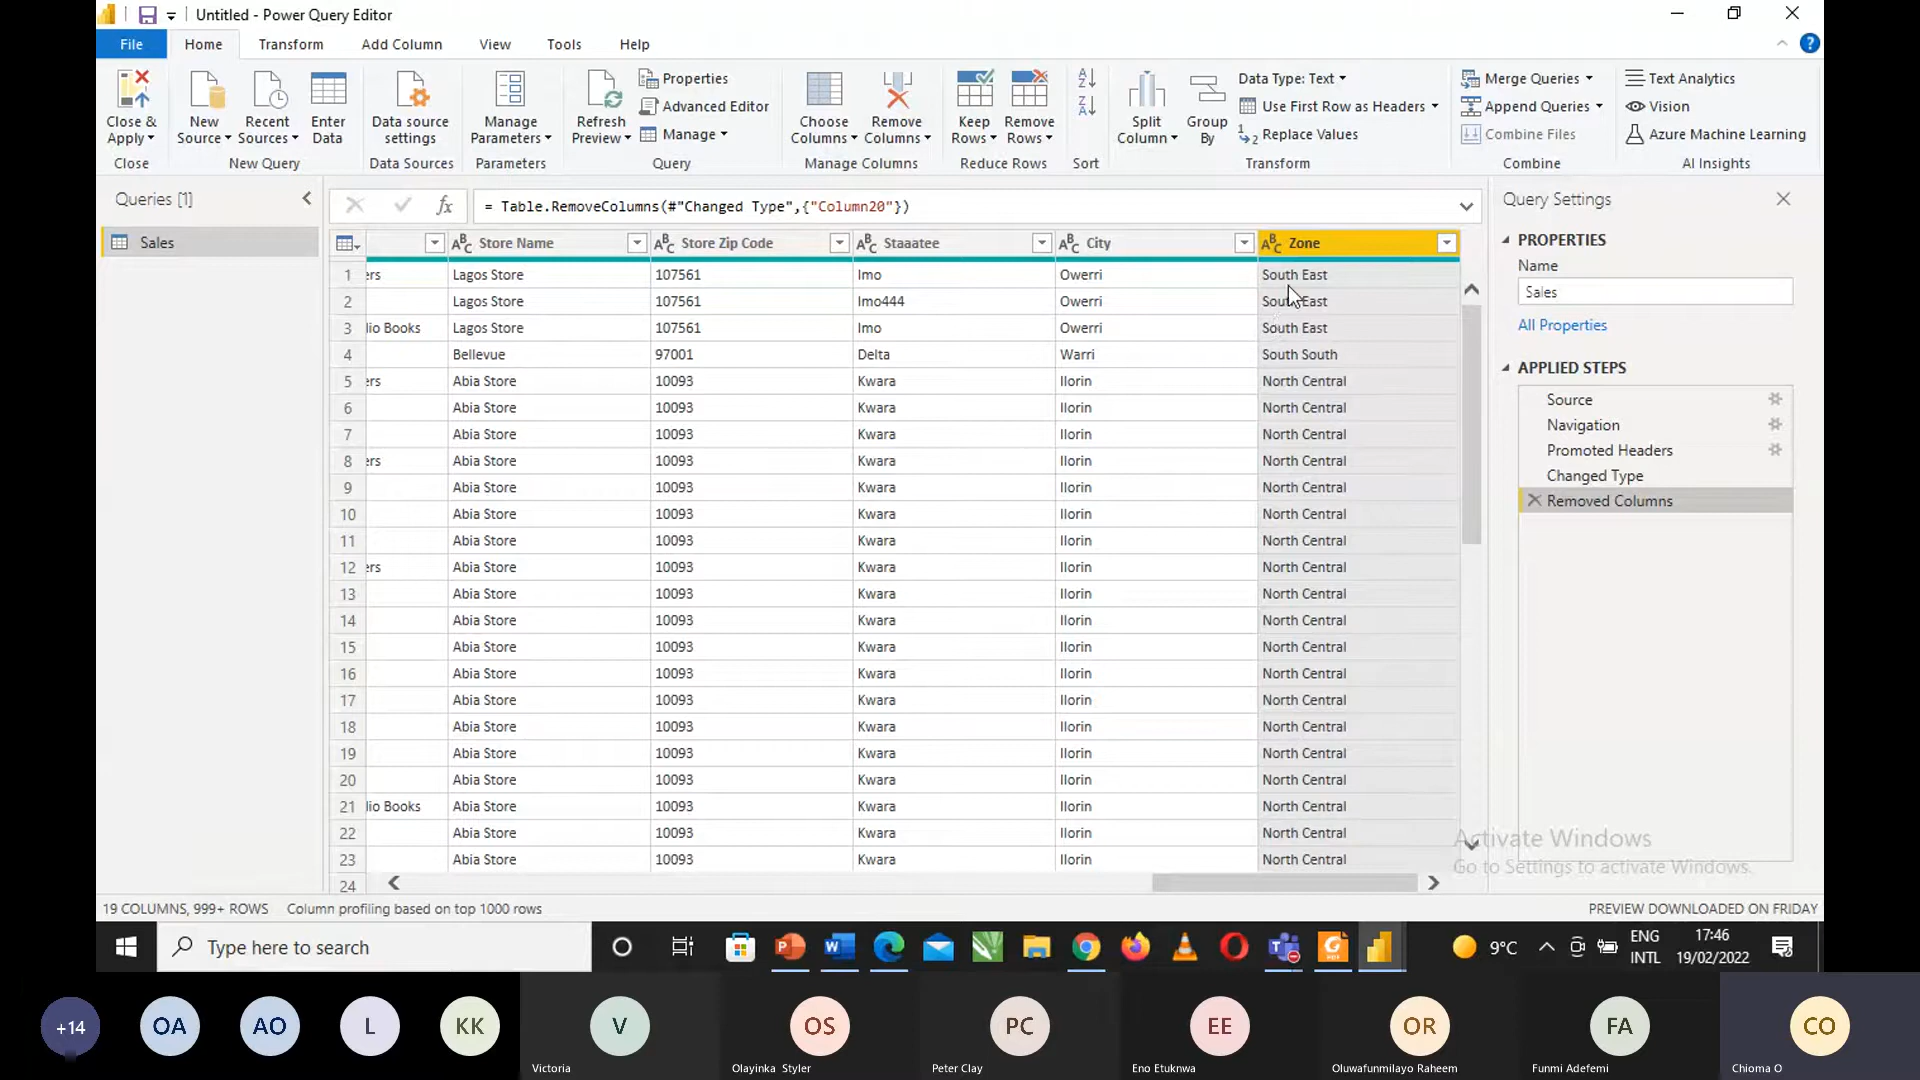 Untitled - Power Query Editor
File Home Transform Add Column View Tools Help
Close & Apply
New Source
Recent Sources
Enter Data
Data source settings
Manage Parameters
Refresh Preview
Properties
Advanced Editor
Manage
Choose Columns
Remove Columns
Keep Rows
Remove Rows
Split Column
Group By
Data Type: Text
Use First Row as Headers
Replace Values
Merge Queries
Append Queries
Combine Files
Text Analytics
Vision
Azure Machine Learning
Close New Query Data Sources Parameters Query Manage Columns Reduce Rows Sort Transform Combine AI Insights
Queries [1]
Sales
fx = Table.RemoveColumns(#"Changed Type",{"Column20"})
ABC Store Name ABC Store Zip Code ABC Staaatee ABC City ABC Zone
1 ers Lagos Store 107561 Imo Owerri South East
2 Lagos Store 107561 Imo444 Owerri South East
3 lio Books Lagos Store 107561 Imo Owerri South East
4 Bellevue 97001 Delta Warri South South
5 ers Abia Store 10093 Kwara Ilorin North Central
6 Abia Store 10093 Kwara Ilorin North Central
7 Abia Store 10093 Kwara Ilorin North Central
8 ers Abia Store 10093 Kwara Ilorin North Central
9 Abia Store 10093 Kwara Ilorin North Central
10 Abia Store 10093 Kwara Ilorin North Central
11 Abia Store 10093 Kwara Ilorin North Central
12 ers Abia Store 10093 Kwara Ilorin North Central
13 Abia Store 10093 Kwara Ilorin North Central
14 Abia Store 10093 Kwara Ilorin North Central
15 Abia Store 10093 Kwara Ilorin North Central
16 Abia Store 10093 Kwara Ilorin North Central
17 Abia Store 10093 Kwara Ilorin North Central
18 Abia Store 10093 Kwara Ilorin North Central
19 Abia Store 10093 Kwara Ilorin North Central
20 Abia Store 10093 Kwara Ilorin North Central
21 lio Books Abia Store 10093 Kwara Ilorin North Central
22 Abia Store 10093 Kwara Ilorin North Central
23 Abia Store 10093 Kwara Ilorin North Central
24
Query Settings
PROPERTIES
Name
Sales
All Properties
APPLIED STEPS
Source
Navigation
Promoted Headers
Changed Type
Removed Columns
Activate Windows
Go to Settings to activate Windows.
19 COLUMNS, 999+ ROWS Column profiling based on top 1000 rows PREVIEW DOWNLOADED ON FRIDAY
Type here to search
9°C
ENG
INTL
17:46
19/02/2022
+14 OA AO L KK V OS PC EE OR FA CO
Victoria Olayinka Styler Peter Clay Eno Etuknwa Oluwafunmilayo Raheem Funmi Adefemi Chioma O